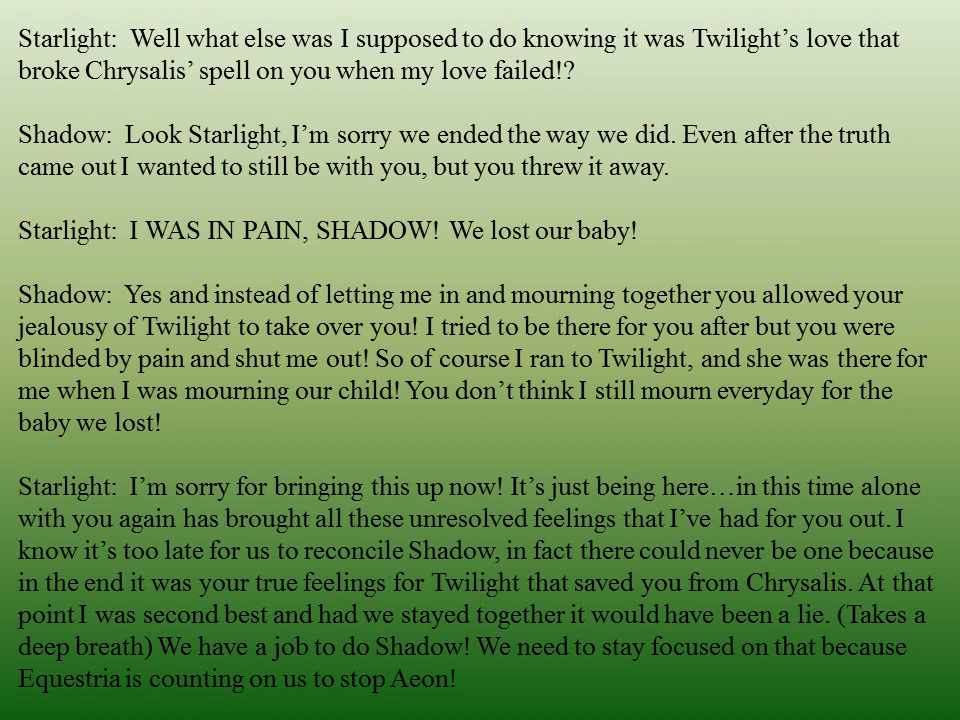 Starlight:  Well what else was I supposed to do knowing it was Twilight’s love that
broke Chrysalis’ spell on you when my love failed!?
Shadow:  Look Starlight, I’m sorry we ended the way we did. Even after the truth
came out I wanted to still be with you, but you threw it away.
Starlight:  I WAS IN PAIN, SHADOW! We lost our baby!
Shadow:  Yes and instead of letting me in and mourning together you allowed your
jealousy of Twilight to take over you! I tried to be there for you after but you were
blinded by pain and shut me out! So of course I ran to Twilight, and she was there for
me when I was mourning our child! You don’t think I still mourn everyday for the
baby we lost!
Starlight:  I’m sorry for bringing this up now! It’s just being here…in this time alone
with you again has brought all these unresolved feelings that I’ve had for you out. I
know it’s too late for us to reconcile Shadow, in fact there could never be one because
in the end it was your true feelings for Twilight that saved you from Chrysalis. At that
point I was second best and had we stayed together it would have been a lie. (Takes a
deep breath) We have a job to do Shadow! We need to stay focused on that because
Equestria is counting on us to stop Aeon!